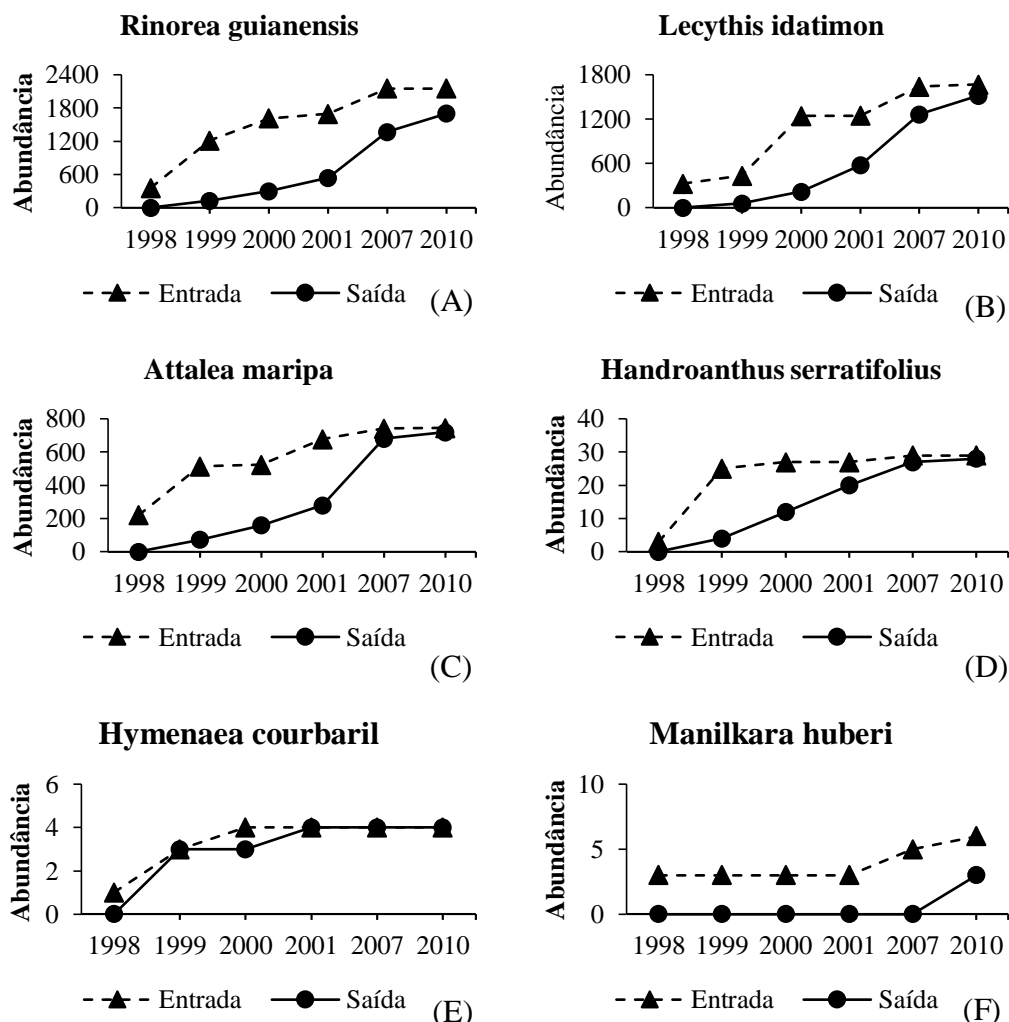 Rinorea guianensis
Abundância
2400
1800
1200
600
0
1998 1999 2000 2001 2007 2010
Entrada Saída
(A)
Lecythis idatimon
Abundância
1800
1200
600
0
1998 1999 2000 2001 2007 2010
Entrada Saída
(B)
Attalea maripa
Abundância
800
600
400
200
0
1998 1999 2000 2001 2007 2010
Entrada Saída
(C)
Handroanthus serratifolius
Abundância
40
30
20
10
0
1998 1999 2000 2001 2007 2010
Entrada Saída
(D)
Hymenaea courbaril
Abundância
6
4
2
0
1998 1999 2000 2001 2007 2010
Entrada Saída
(E)
Manilkara huberi
Abundância
10
5
0
1998 1999 2000 2001 2007 2010
Entrada Saída
(F)